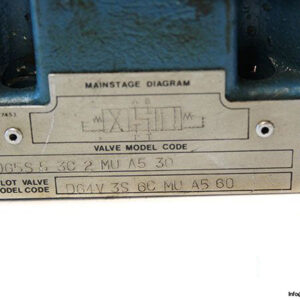 MAINSTAGE DIAGRAM
VALVE MODEL CODE
DG5S 5 3C 2 MU A5 30
PILOT VALVE
MODEL CODE
DG4V 3S 6C MU A5 60